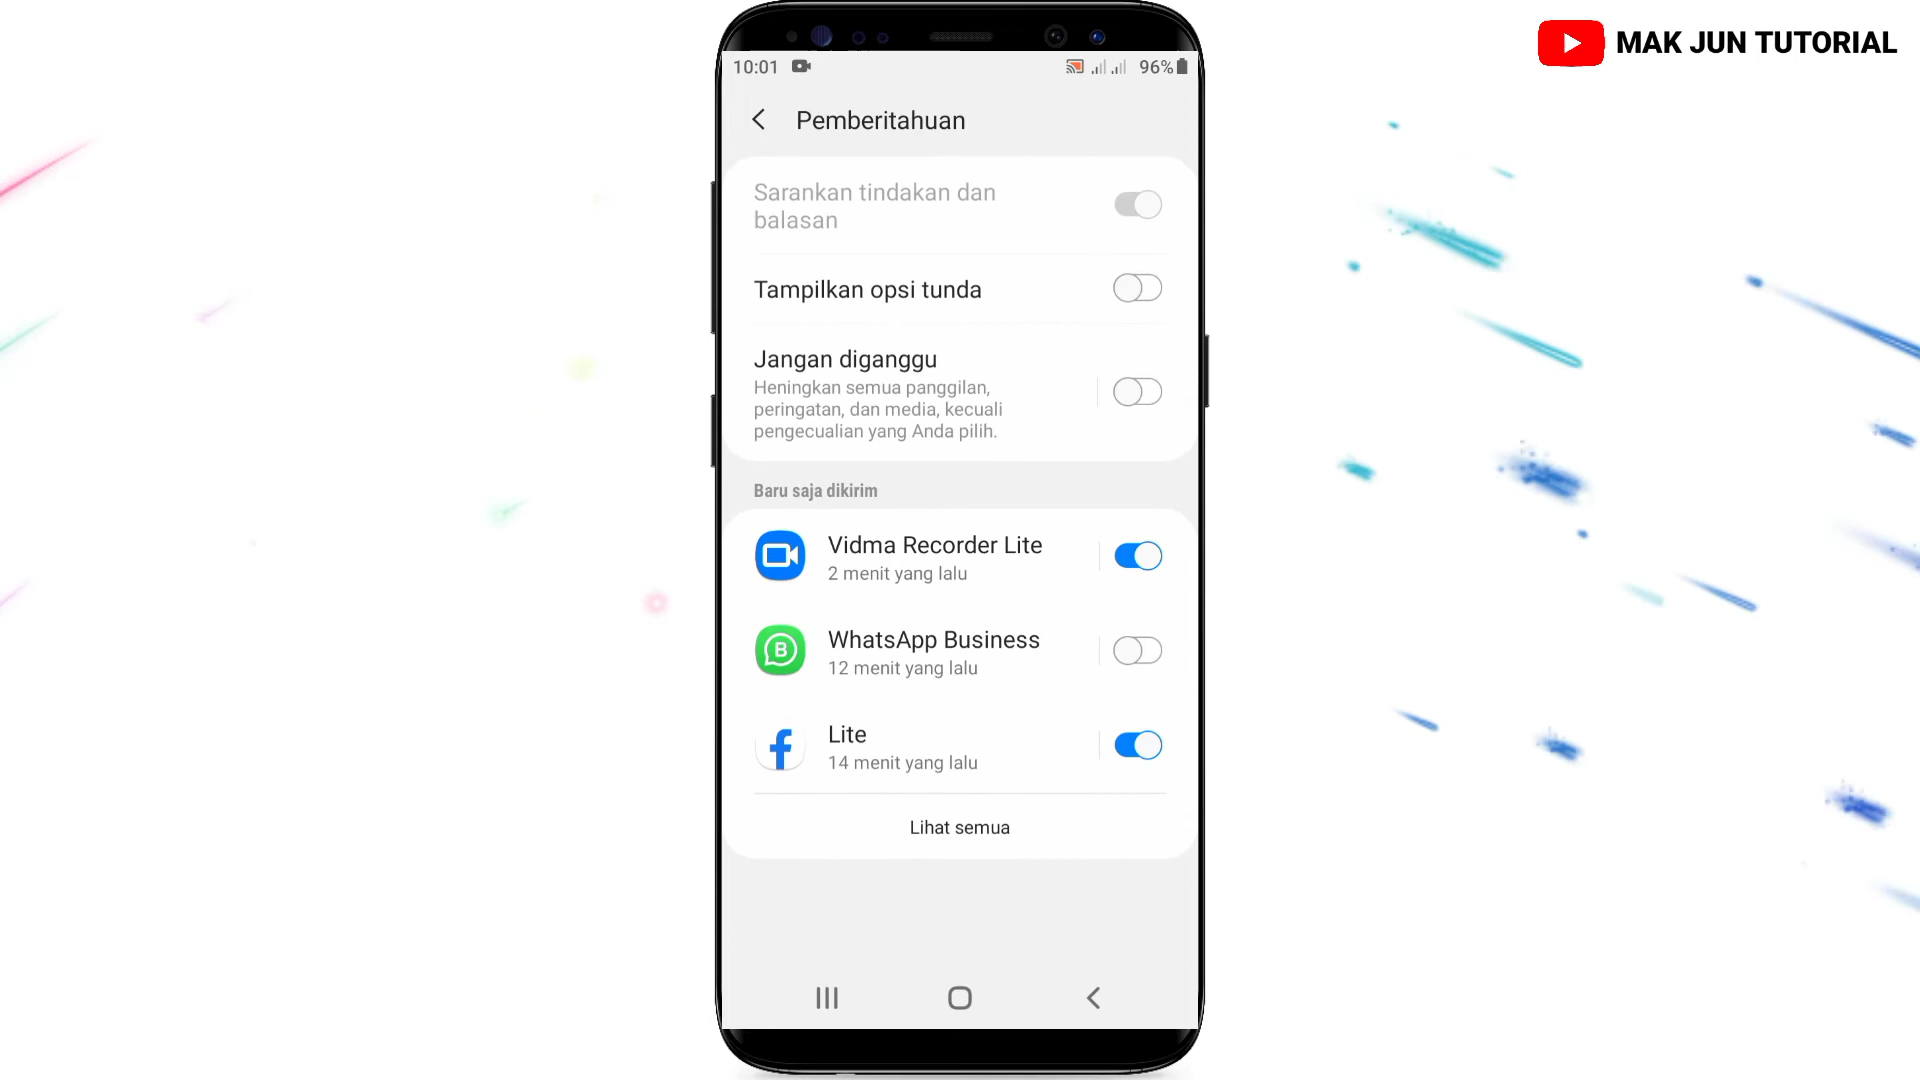 MAK JUN TUTORIAL
10:01
96%
Pemberitahuan
Sarankan tindakan dan
balasan
Tampilkan opsi tunda
Jangan diganggu
Heningkan semua panggilan,
peringatan, dan media, kecuali
pengecualian yang Anda pilih.
Baru saja dikirim
Vidma Recorder Lite
2 menit yang lalu
B
WhatsApp Business
12 menit yang lalu
Lite
14 menit yang lalu
Lihat semua